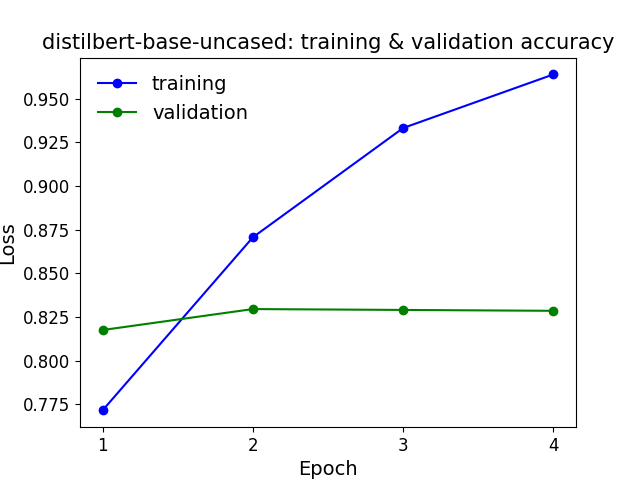 distilbert-base-uncased: training & validation accuracy
training
validation
Loss
0.950
0.925
0.900
0.875
0.850
0.825
0.800
0.775
1 2 3 4
Epoch